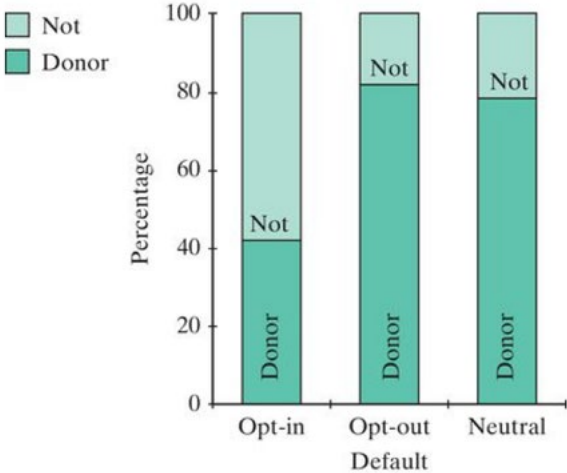 Not
Donor
100
80
60
40
20
0
Percentage
Not
Donor
Not
Donor
Not
Donor
Opt-in Opt-out Neutral
Default